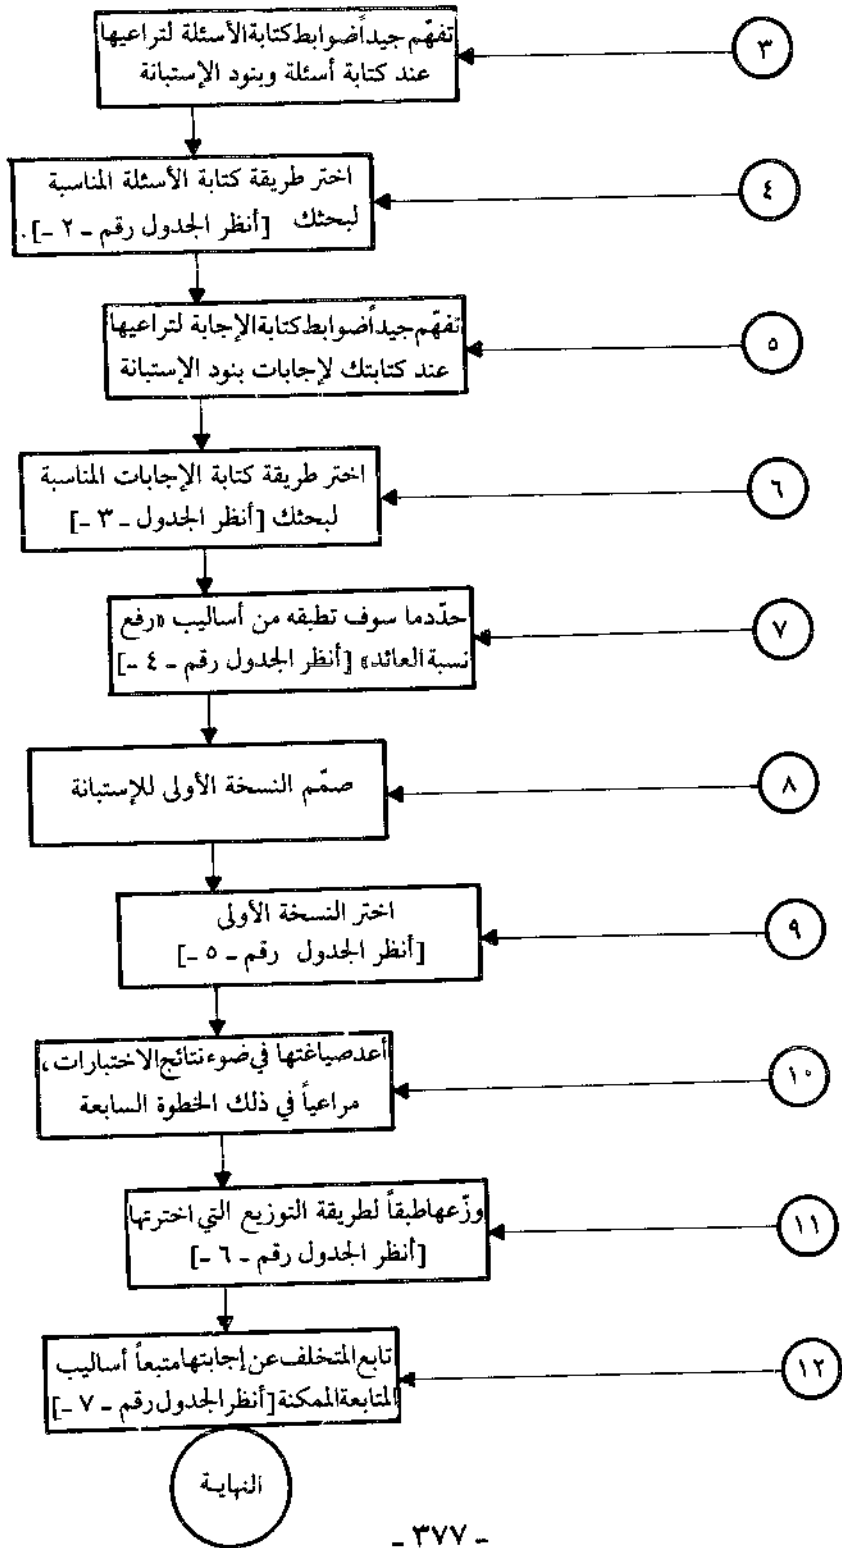 ٣
تفهّم جيداً ضوابط كتابة الأسئلة لتراعيها
عند كتابة أسئلة وبنود الإستبانة
٤
اختر طريقة كتابة الأسئلة المناسبة
لبحثك [أنظر الجدول رقم - ٢ -].
٥
تفهّم جيداً ضوابط كتابة الإجابة لتراعيها
عند كتابتك لإجابات بنود الإستبانة
٦
اختر طريقة كتابة الإجابات المناسبة
لبحثك [أنظر الجدول - ٣ -]
٧
حدّد ما سوف تطبقه من أساليب «رفع
نسبة العائد» [أنظر الجدول رقم - ٤ -]
٨
صمّم النسخة الأولى للإستبانة
٩
اختر النسخة الأولى
[أنظر الجدول رقم - ٥ -]
١٠
أعد صياغتها في ضوء نتائج الاختبارات،
مراعياً في ذلك الخطوة السابعة
١١
وزّعها طبقاً لطريقة التوزيع التي اخترتها
[أنظر الجدول رقم - ٦ -]
١٢
تابع المتخلف عن إجابتها متبعاً أساليب
المتابعة الممكنة [أنظر الجدول رقم - ٧ -]
النهاية
- ٣٧٧ -